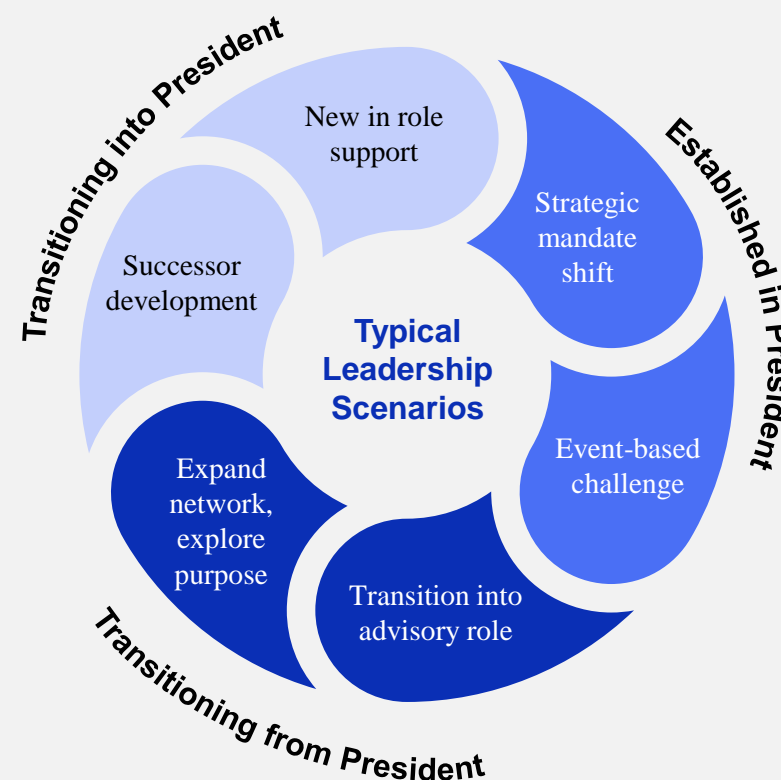 Transitioning into President
New in role
support
Successor
development
Established in President
Strategic
mandate
shift
Event-based
challenge
Typical
Leadership
Scenarios
Transitioning from President
Transition into
advisory role
Expand
network,
explore
purpose